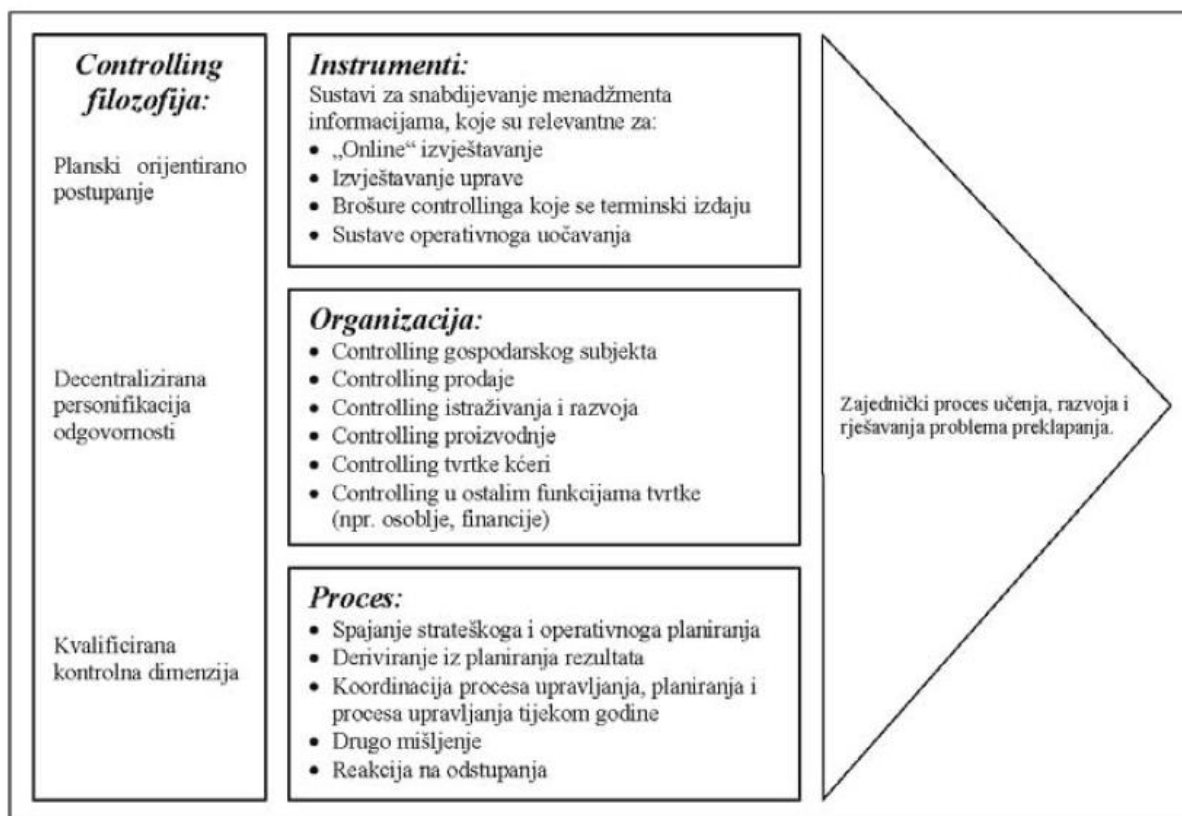 Controlling
filozofija:
Planski orijentirano
postupanje
Decentralizirana
personifikacija
odgovornosti
Kvalificirana
kontrolna dimenzija
Instrumenti:
Sustavi za snabdijevanje menadžmenta
informacijama, koje su relevantne za:
• „Online“ izvještavanje
• Izvještavanje uprave
• Brošure controllinga koje se terminski izdaju
• Sustave operativnoga uočavanja
Organizacija:
• Controlling gospodarskog subjekta
• Controlling prodaje
• Controlling istraživanja i razvoja
• Controlling proizvodnje
• Controlling tvrtke kćeri
• Controlling u ostalim funkcijama tvrtke
(npr. osoblje, financije)
Proces:
• Spajanje strateškoga i operativnoga planiranja
• Deriviranje iz planiranja rezultata
• Koordinacija procesa upravljanja, planiranja i
procesa upravljanja tijekom godine
• Drugo mišljenje
• Reakcija na odstupanja
Zajednički proces učenja, razvoja i
rješavanja problema preklapanja.